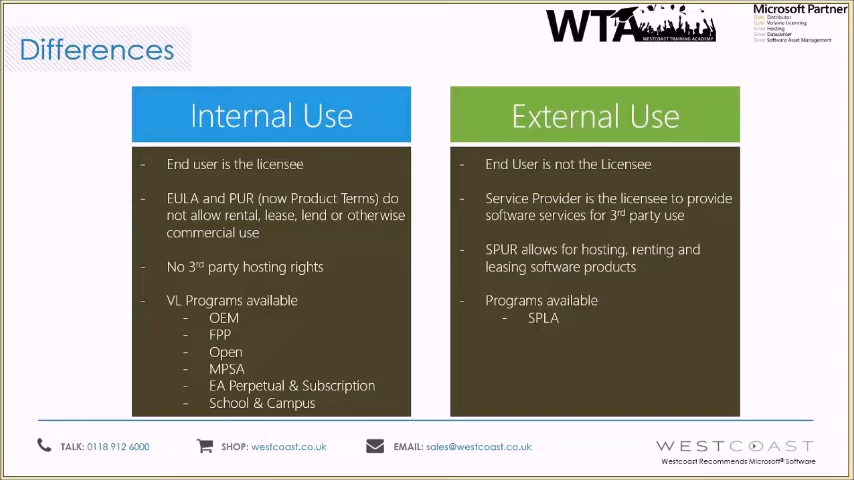 WTA
WESTCOAST TRAINING ACADEMY
Microsoft Partner
Gold Distributor
Gold Volume Licensing
Silver Hosting
Silver Datacenter
Silver Software Asset Management
Differences
Internal Use
- End user is the licensee
- EULA and PUR (now Product Terms) do
not allow rental, lease, lend or otherwise
commercial use
- No 3rd party hosting rights
- VL Programs available
- OEM
- FPP
- Open
- MPSA
- EA Perpetual & Subscription
- School & Campus
External Use
- End User is not the Licensee
- Service Provider is the licensee to provide
software services for 3rd party use
- SPUR allows for hosting, renting and
leasing software products
- Programs available
- SPLA
TALK: 0118 912 6000
SHOP: westcoast.co.uk
EMAIL: sales@westcoast.co.uk
WESTCOAST
Westcoast Recommends Microsoft® Software